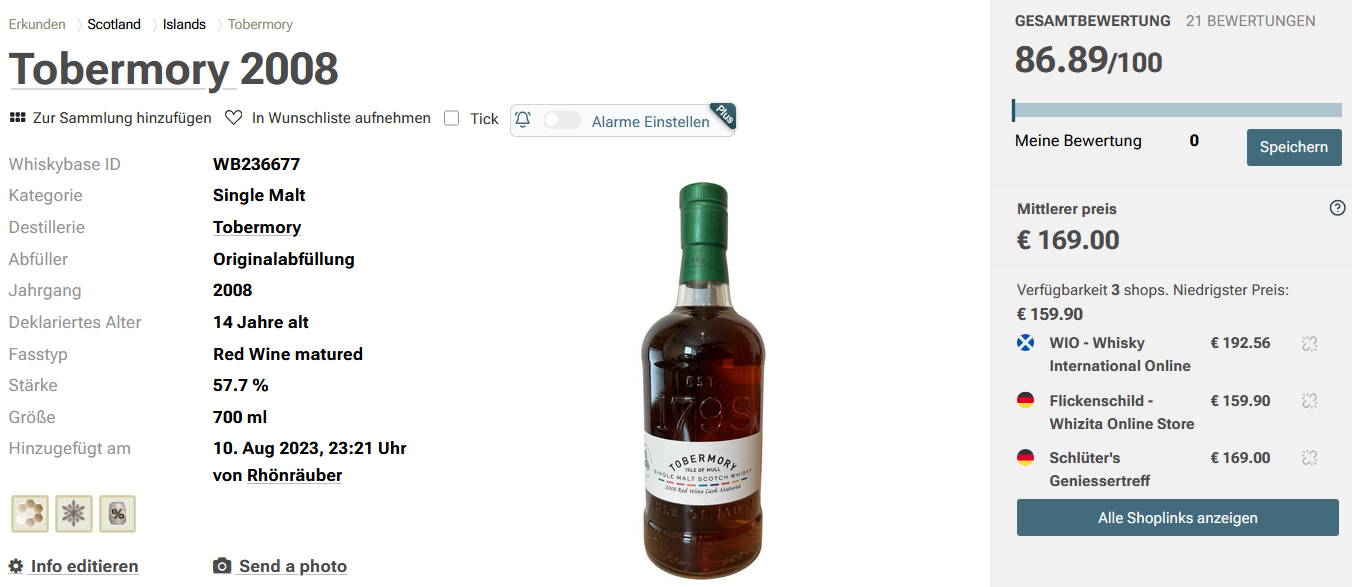 Erkunden Scotland Islands Tobermory
Tobermory 2008
Zur Sammlung hinzufügen In Wunschliste aufnehmen Tick Alarme Einstellen Plus
Whiskybase ID WB236677
Kategorie Single Malt
Destillerie Tobermory
Abfüller Originalabfüllung
Jahrgang 2008
Deklariertes Alter 14 Jahre alt
Fasstyp Red Wine matured
Stärke 57.7 %
Größe 700 ml
Hinzugefügt am 10. Aug 2023, 23:21 Uhr
von Rhönräuber
%
Info editieren Send a photo
TOBERMORY
EST.
1798
TOBERMORY
ISLE OF MULL
SINGLE MALT SCOTCH WHISKY
2008 Red Wine Cask Matured
ISLE OF MULL
GESAMTBEWERTUNG 21 BEWERTUNGEN
86.89/100
Meine Bewertung 0 Speichern
Mittlerer preis
€ 169.00
Verfügbarkeit 3 shops. Niedrigster Preis:
€ 159.90
WIO - Whisky € 192.56
International Online
Flickenschild - € 159.90
Whizita Online Store
Schlüter's € 169.00
Geniessertreff
Alle Shoplinks anzeigen